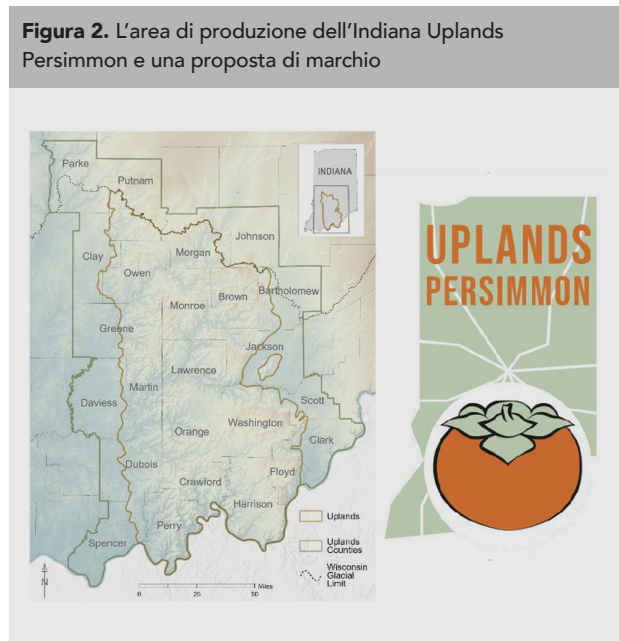 Figura 2. L’area di produzione dell’Indiana Uplands
Persimmon e una proposta di marchio
Parke
Putnam
INDIANA
Clay
Owen
Morgan
Johnson
Monroe
Brown
Bartholomew
Greene
Jackson
Lawrence
Martin
Daviess
Scott
Orange
Washington
Clark
Dubois
Floyd
Crawford
Harrison
Perry
Spencer
Uplands
Uplands
Counties
Wisconsin
Glacial
Limit
N
0 25 50 Miles
UPLANDS
PERSIMMON